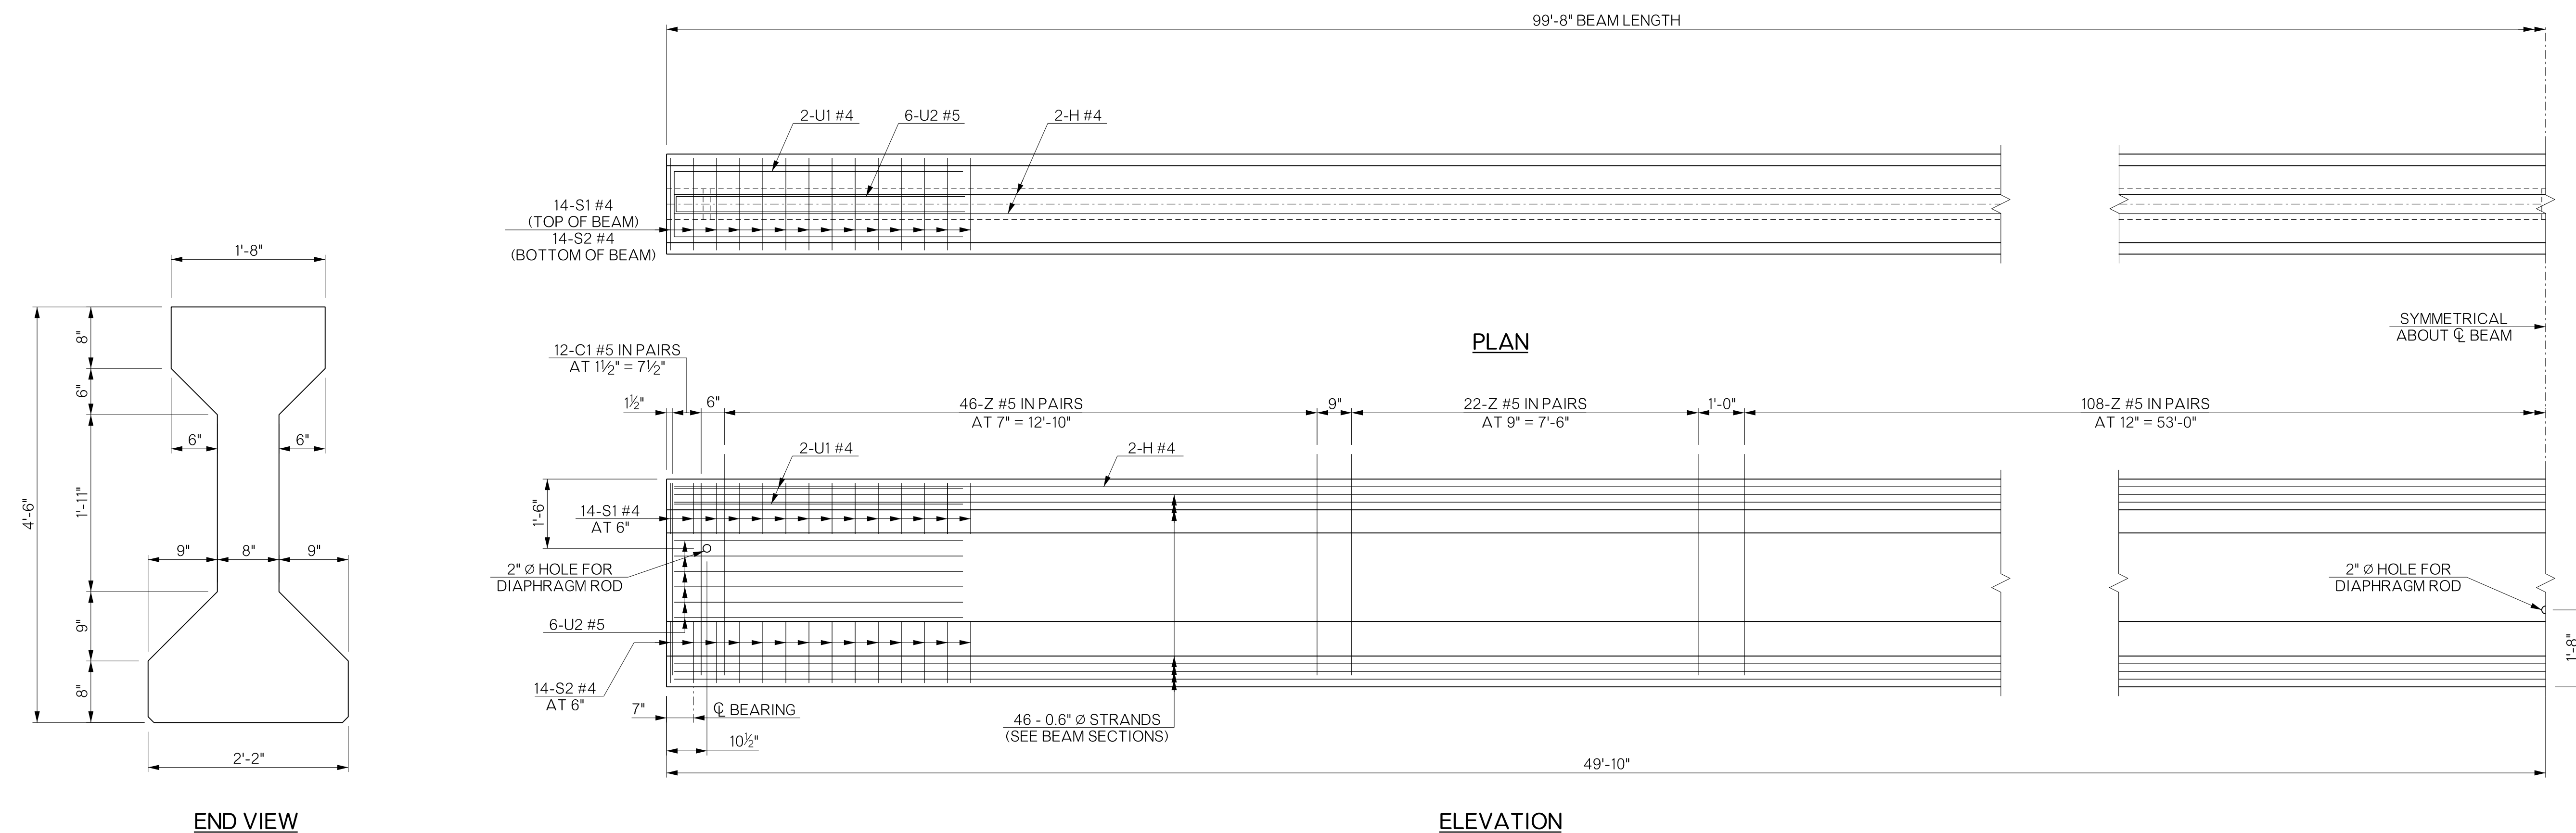 99'-8" BEAM LENGTH
2-U1 #4
6-U2 #5
2-H #4
14-S1 #4
(TOP OF BEAM)
14-S2 #4
(BOTTOM OF BEAM)
SYMMETRICAL
ABOUT ℄ BEAM
PLAN
1'-8"
8"
6"
1'-11"
9"
8"
4'-6"
6"
6"
9"
8"
9"
2'-2"
END VIEW
12-C1 #5 IN PAIRS
AT 1½" = 7½"
1½"
6"
46-Z #5 IN PAIRS
AT 7" = 12'-10"
9"
22-Z #5 IN PAIRS
AT 9" = 7'-6"
1'-0"
108-Z #5 IN PAIRS
AT 12" = 53'-0"
2-U1 #4
2-H #4
1'-6"
14-S1 #4
AT 6"
2" Ø HOLE FOR
DIAPHRAGM ROD
6-U2 #5
14-S2 #4
AT 6"
7"
℄ BEARING
10½"
46 - 0.6" Ø STRANDS
(SEE BEAM SECTIONS)
2" Ø HOLE FOR
DIAPHRAGM ROD
1'-8"
49'-10"
ELEVATION